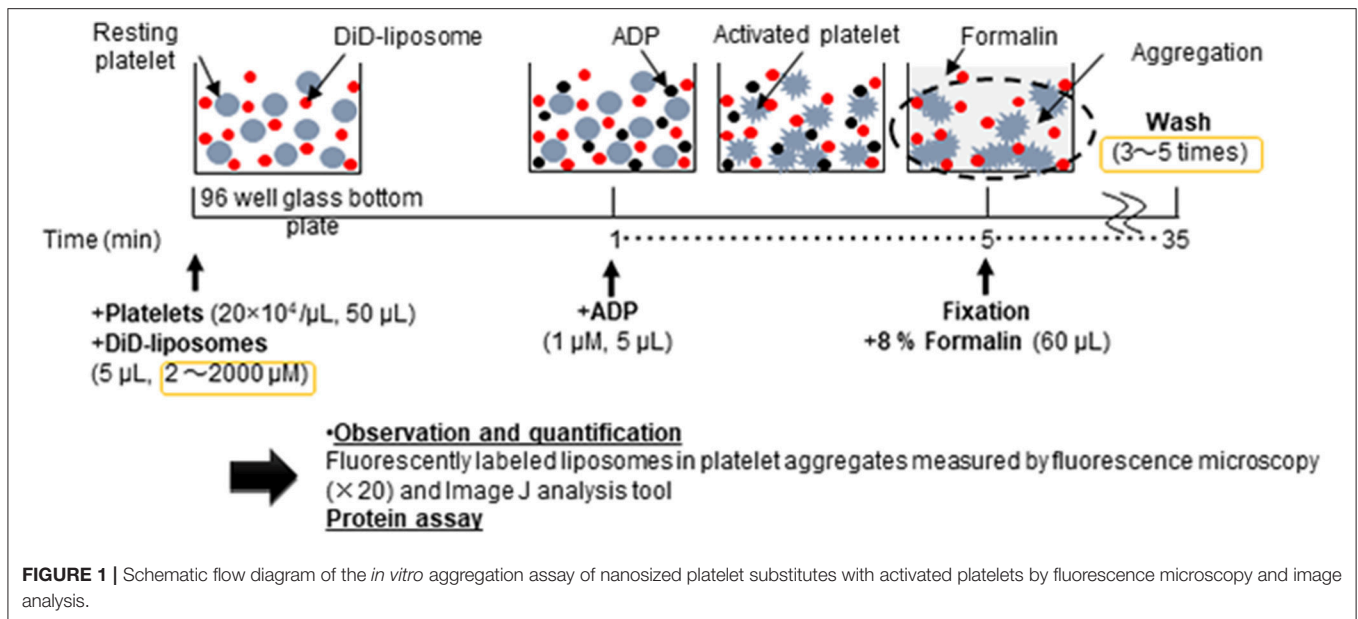 Resting
platelet
DiD-liposome
ADP
Activated platelet
Formalin
Aggregation
Wash
(3～5 times)
96 well glass bottom
plate
Time (min)
1
5
35
+Platelets (20×10⁴/μL, 50 μL)
+DiD-liposomes
(5 μL, 2～2000 μM)
+ADP
(1 μM, 5 μL)
Fixation
+8 % Formalin (60 μL)
•Observation and quantification
Fluorescently labeled liposomes in platelet aggregates measured by fluorescence microscopy
(×20) and Image J analysis tool
Protein assay
FIGURE 1 | Schematic flow diagram of the in vitro aggregation assay of nanosized platelet substitutes with activated platelets by fluorescence microscopy and image
analysis.